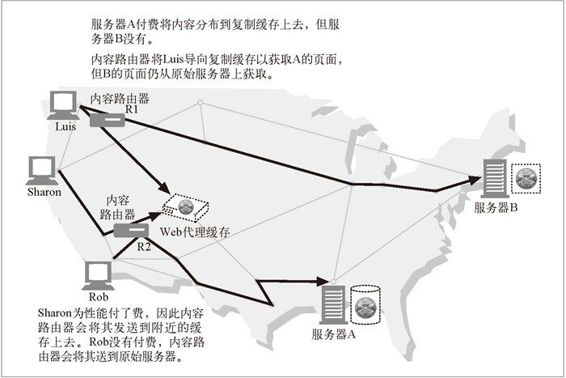 服务器A付费将内容分布到复制缓存上去，但服
务器B没有。
内容路由器将Luis导向复制缓存以获取A的页面，
但B的页面仍从原始服务器上获取。
内容路由器
R1
Luis
Sharon
内容
路由器
R2
Web代理缓存
服务器B
Rob
服务器A
Sharon为性能付了费，因此内容
路由器会将其发送到附近的缓
存上去。Rob没有付费，内容路
由器会将其送到原始服务器。